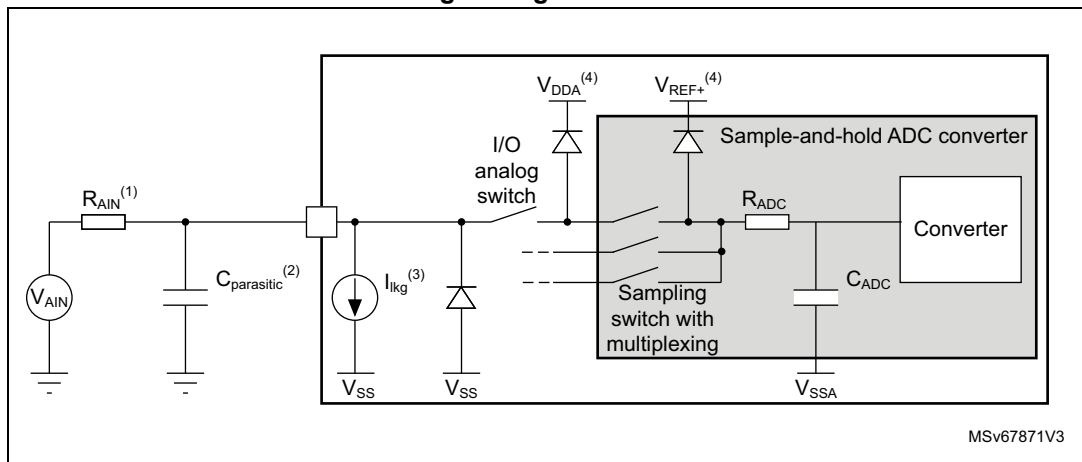 V_DDA^(4)
V_REF+^(4)
Sample-and-hold ADC converter
I/O
analog
switch
R_AIN^(1)
R_ADC
Converter
C_parasitic^(2)
I_lkg^(3)
V_AIN
C_ADC
Sampling
switch with
multiplexing
V_SS
V_SS
V_SSA
MSv67871V3